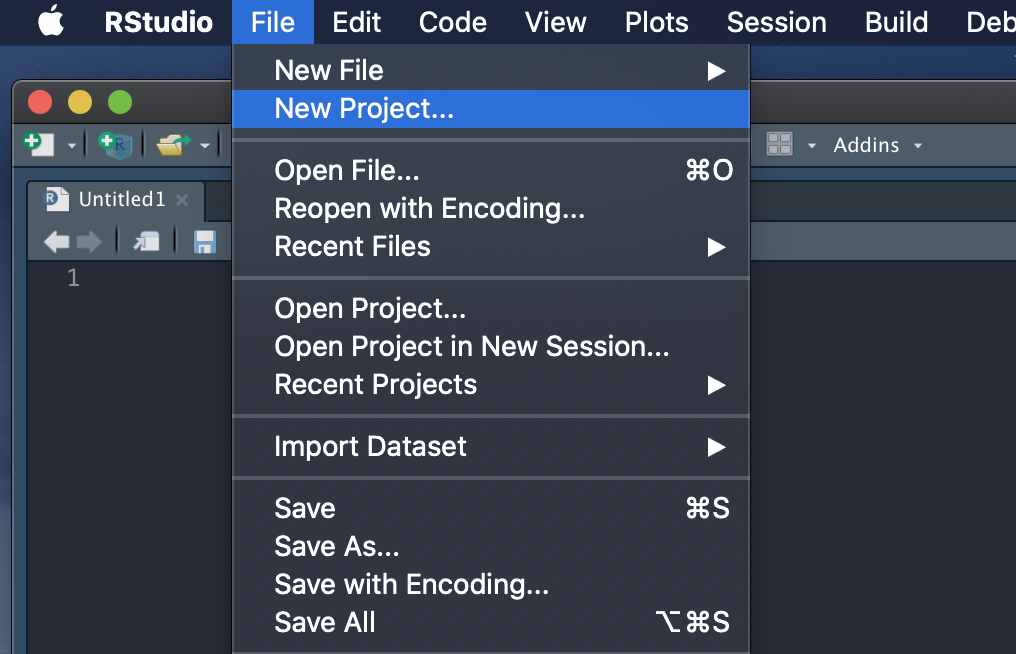 RStudio File Edit Code View Plots Session Build Deb
New File
New Project...
Addins
Open File... ⌘O
Untitled1
Reopen with Encoding...
Recent Files
1
Open Project...
Open Project in New Session...
Recent Projects
Import Dataset
Save ⌘S
Save As...
Save with Encoding...
Save All ⌥⌘S